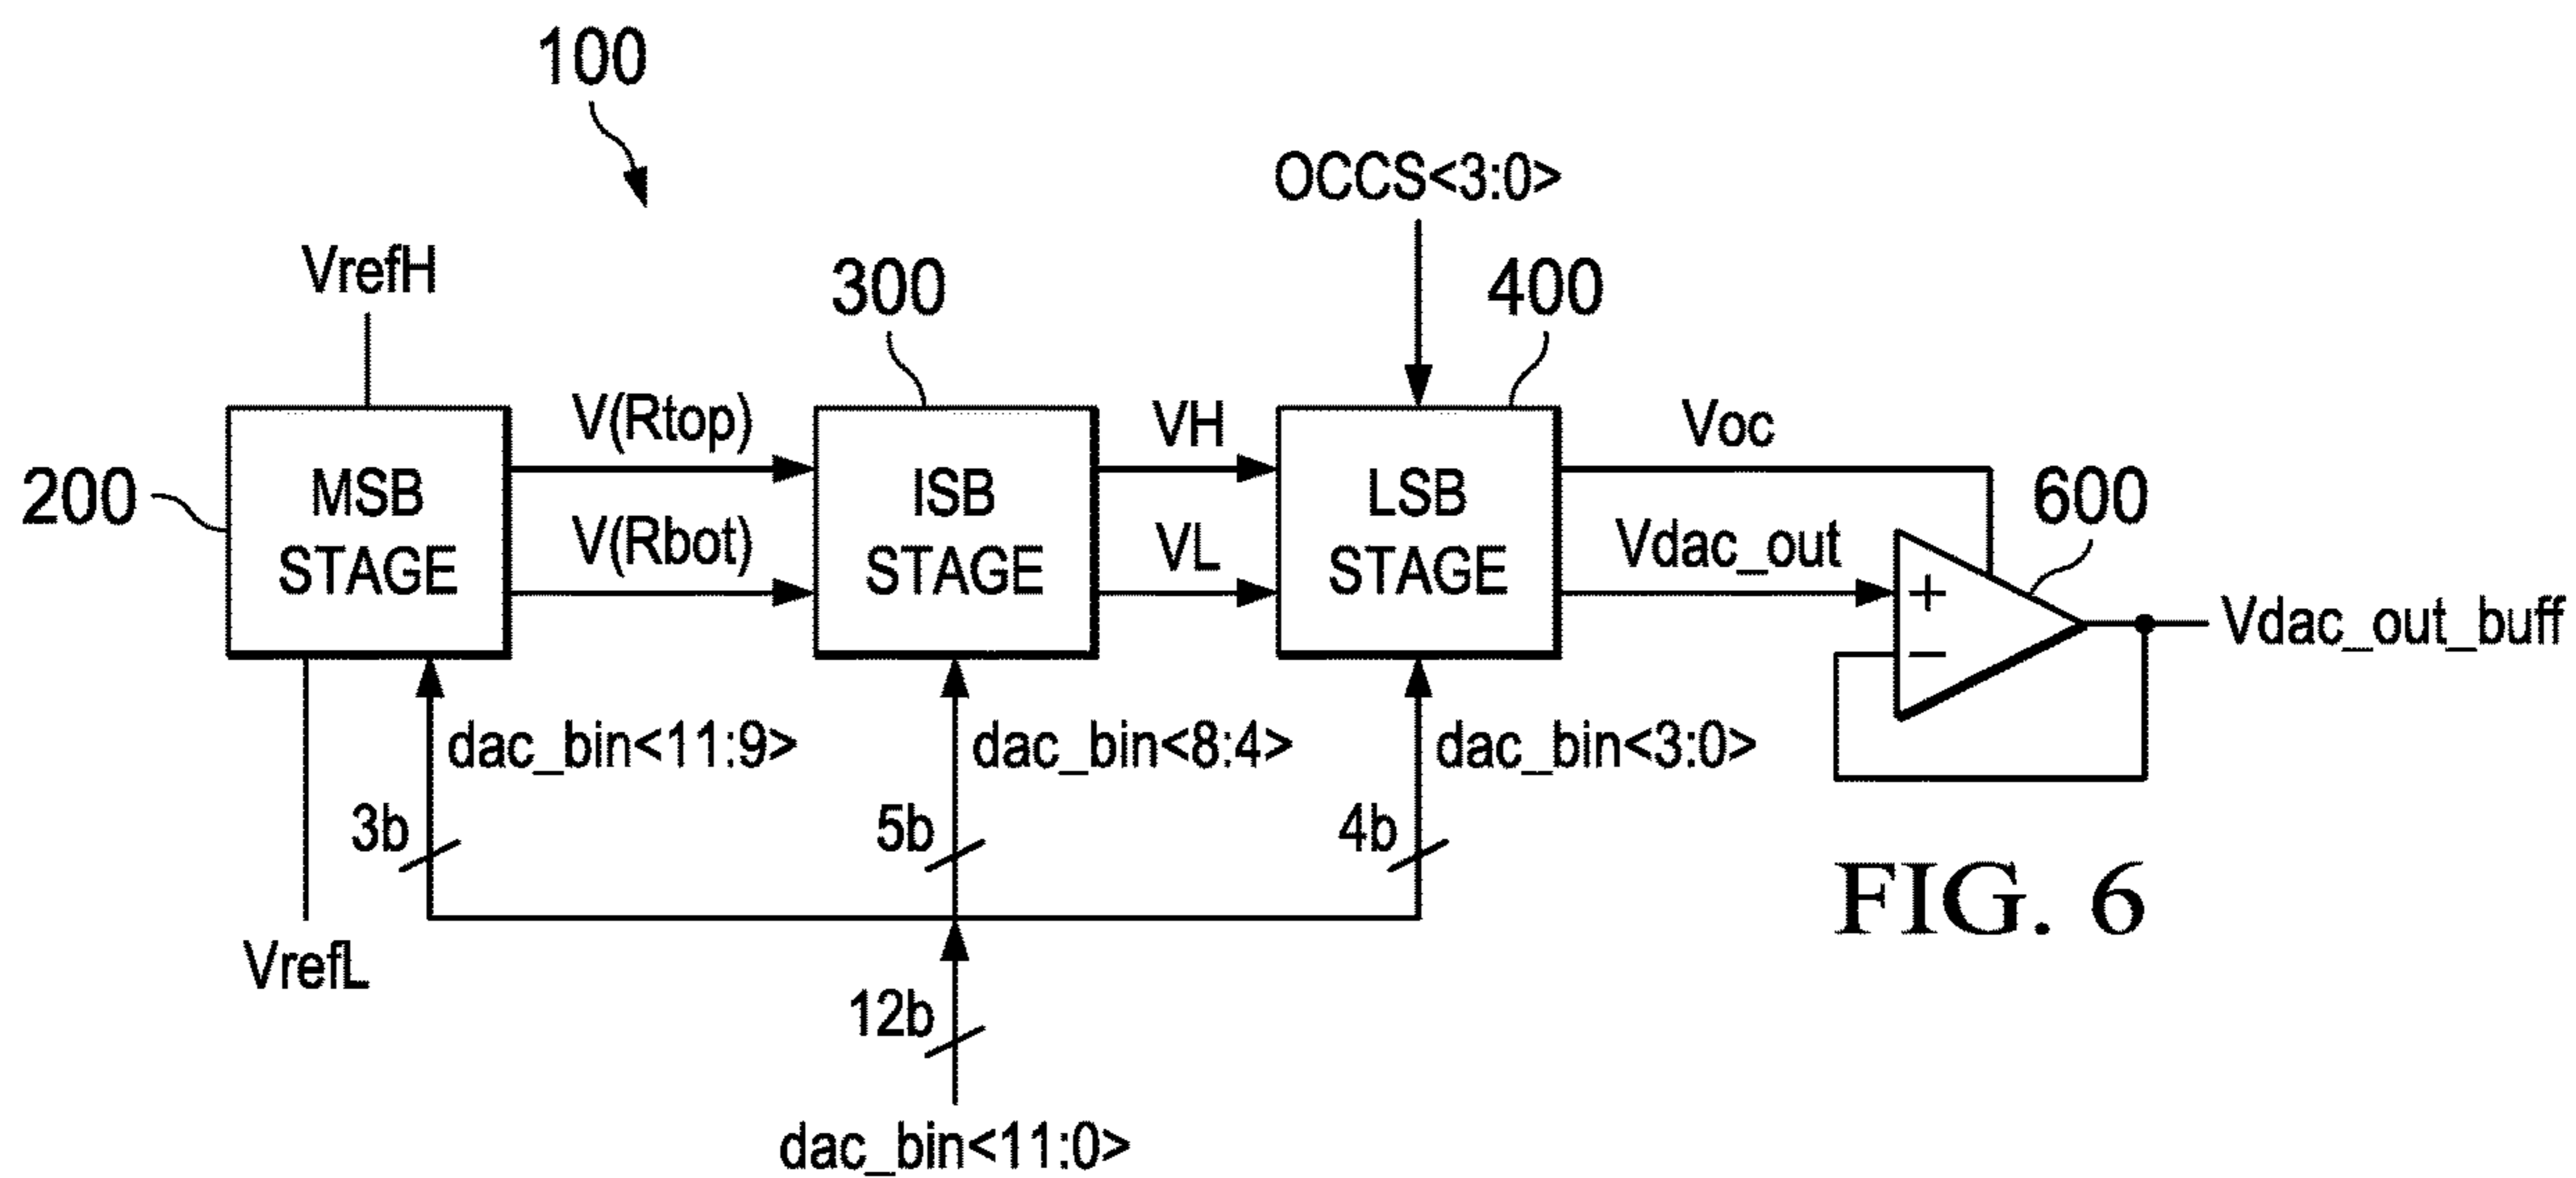 100
OCCS<3:0>
VrefH
300
400
V(Rtop)
VH
Voc
200
MSB
STAGE
ISB
STAGE
LSB
STAGE
600
V(Rbot)
VL
Vdac_out
+
−
Vdac_out_buff
dac_bin<11:9>
dac_bin<8:4>
dac_bin<3:0>
3b
5b
4b
FIG. 6
VrefL
12b
dac_bin<11:0>